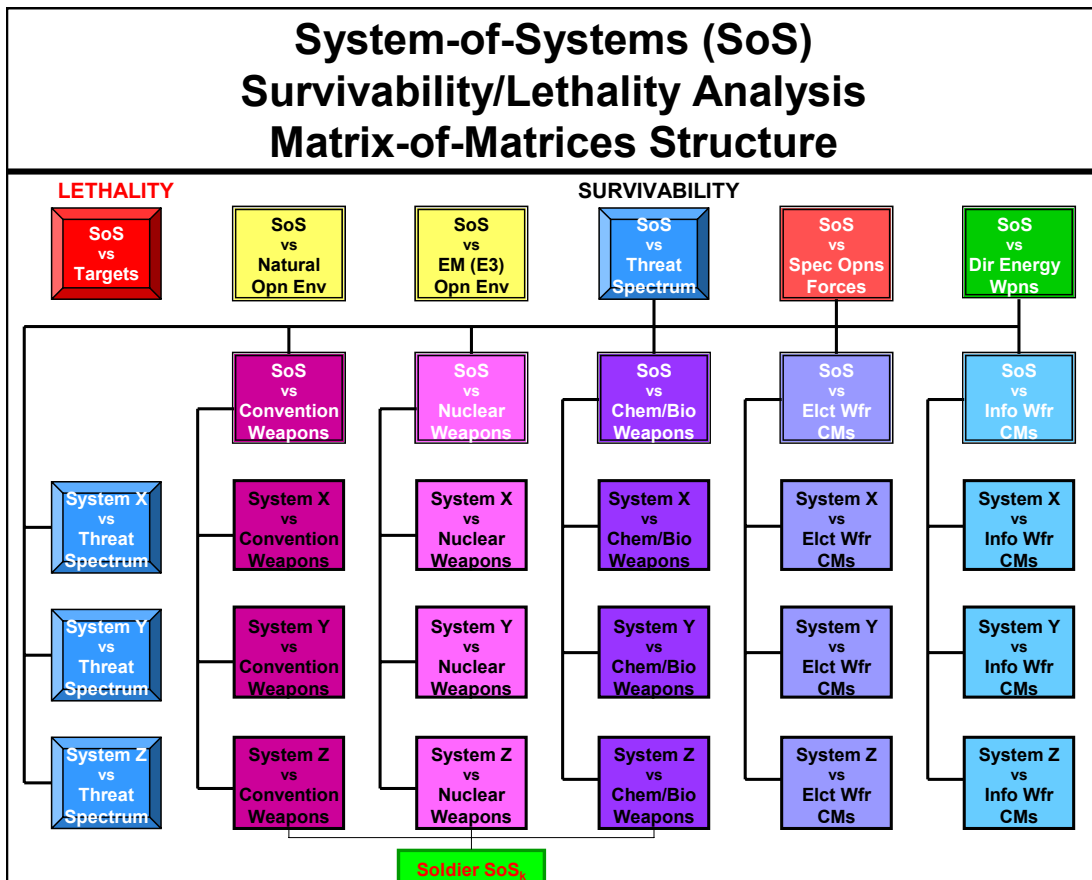 System-of-Systems (SoS)
Survivability/Lethality Analysis
Matrix-of-Matrices Structure
LETHALITY
SURVIVABILITY
SoS
vs
Targets
SoS
vs
Natural
Opn Env
SoS
vs
EM (E3)
Opn Env
SoS
vs
Threat
Spectrum
SoS
vs
Spec Opns
Forces
SoS
vs
Dir Energy
Wpns
SoS
vs
Convention
Weapons
SoS
vs
Nuclear
Weapons
SoS
vs
Chem/Bio
Weapons
SoS
vs
Elct Wfr
CMs
SoS
vs
Info Wfr
CMs
System X
vs
Threat
Spectrum
System X
vs
Convention
Weapons
System X
vs
Nuclear
Weapons
System X
vs
Chem/Bio
Weapons
System X
vs
Elct Wfr
CMs
System X
vs
Info Wfr
CMs
System Y
vs
Threat
Spectrum
System Y
vs
Convention
Weapons
System Y
vs
Nuclear
Weapons
System Y
vs
Chem/Bio
Weapons
System Y
vs
Elct Wfr
CMs
System Y
vs
Info Wfr
CMs
System Z
vs
Threat
Spectrum
System Z
vs
Convention
Weapons
System Z
vs
Nuclear
Weapons
System Z
vs
Chem/Bio
Weapons
System Z
vs
Elct Wfr
CMs
System Z
vs
Info Wfr
CMs
Soldier SoSk